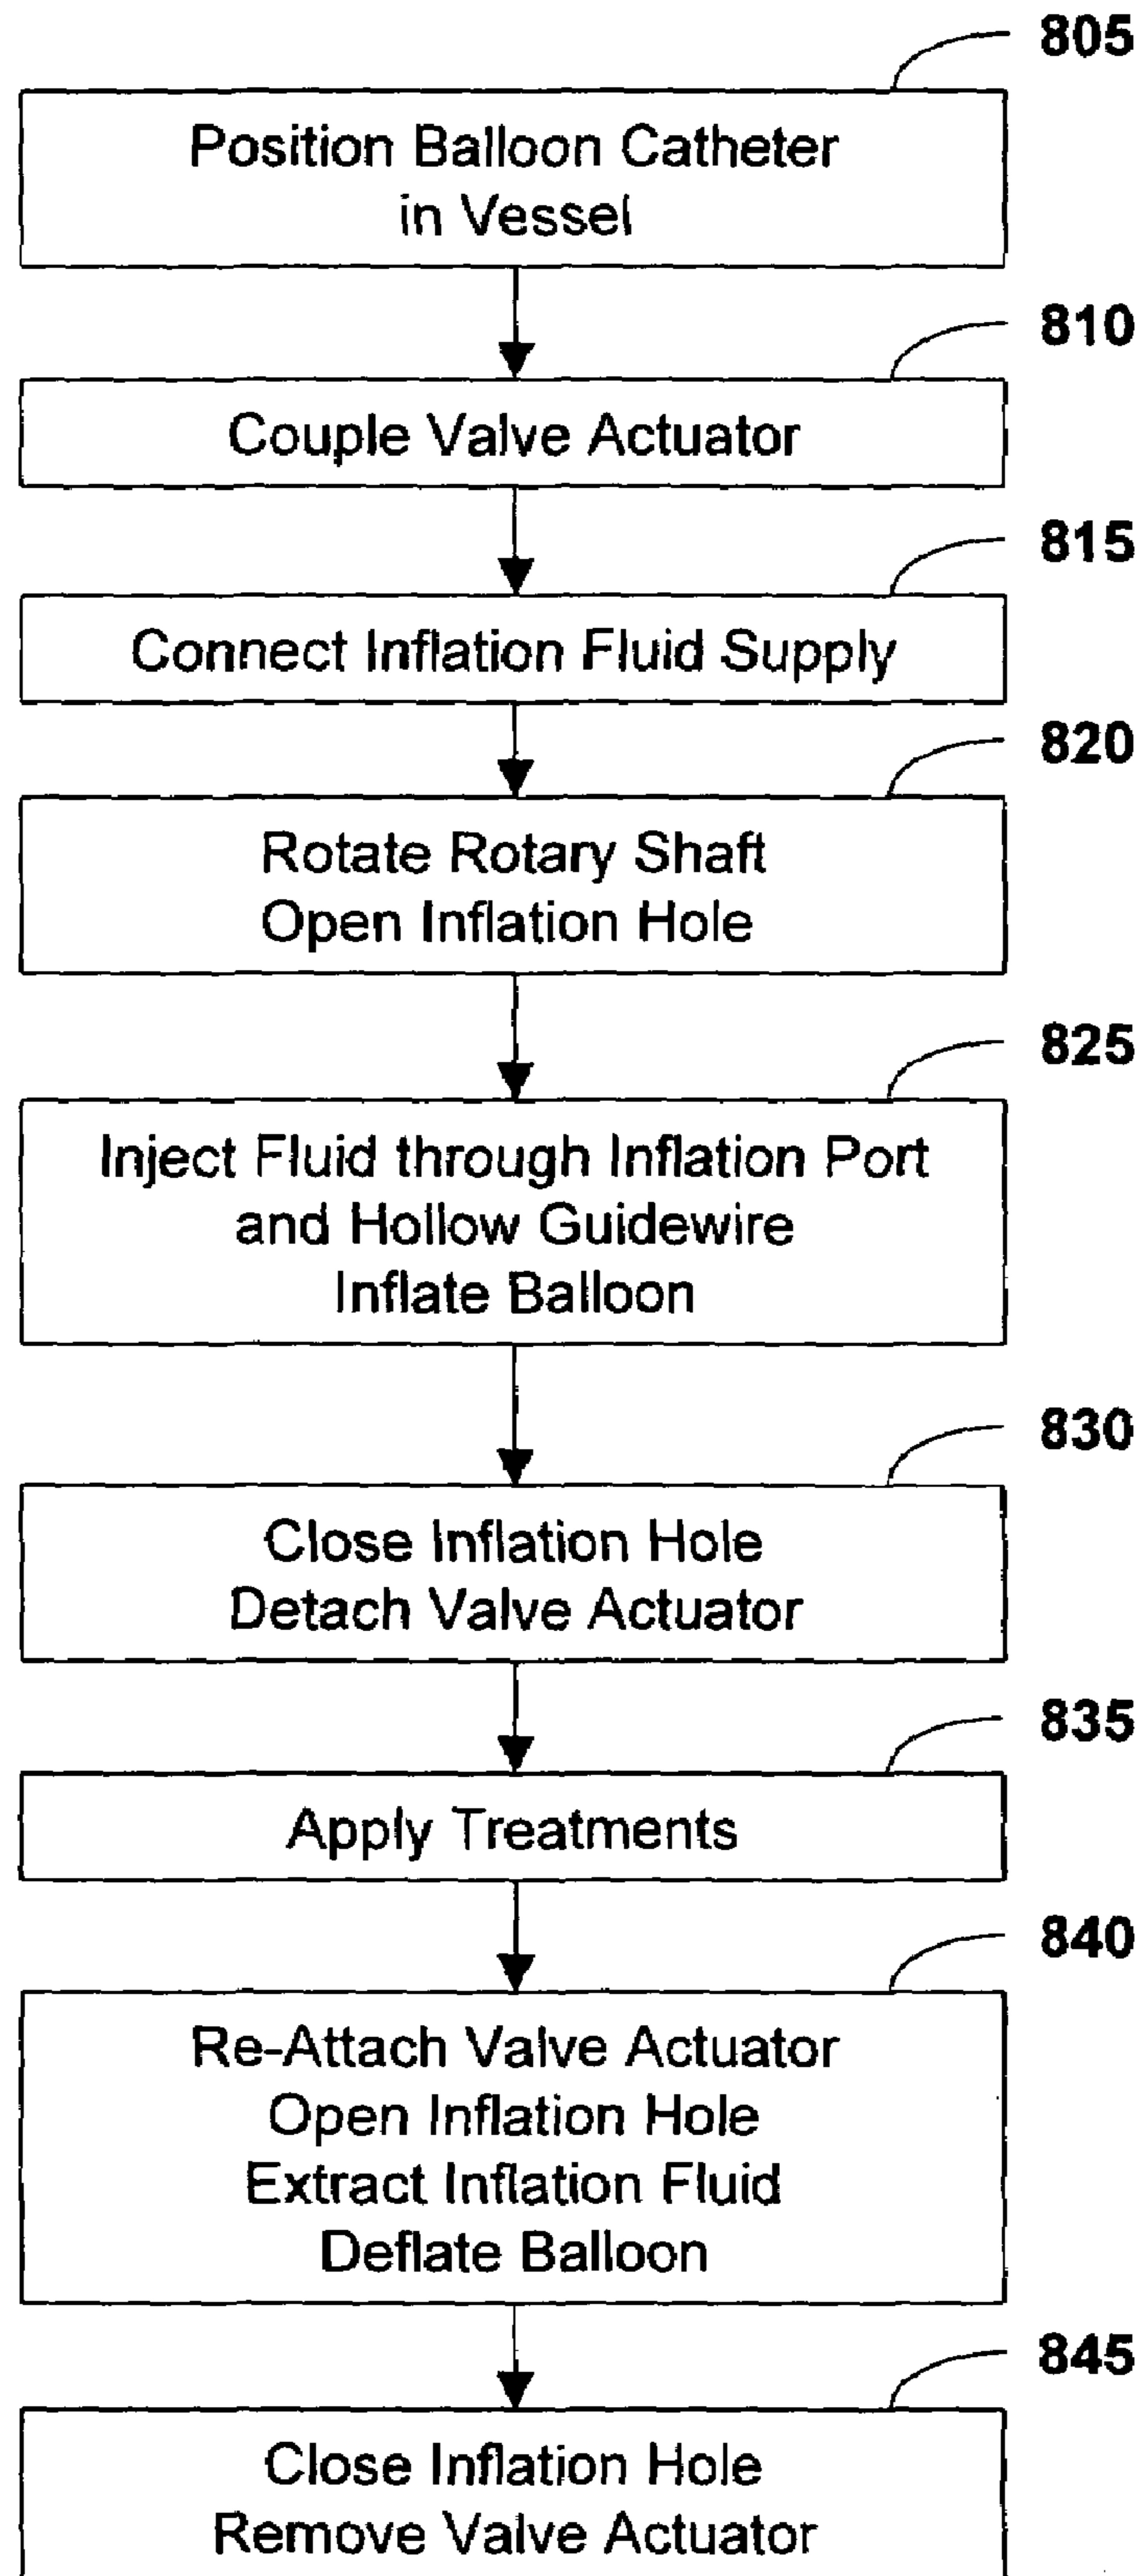 805
Position Balloon Catheter
in Vessel
810
Couple Valve Actuator
815
Connect Inflation Fluid Supply
820
Rotate Rotary Shaft
Open Inflation Hole
825
Inject Fluid through Inflation Port
and Hollow Guidewire
Inflate Balloon
830
Close Inflation Hole
Detach Valve Actuator
835
Apply Treatments
840
Re-Attach Valve Actuator
Open Inflation Hole
Extract Inflation Fluid
Deflate Balloon
845
Close Inflation Hole
Remove Valve Actuator